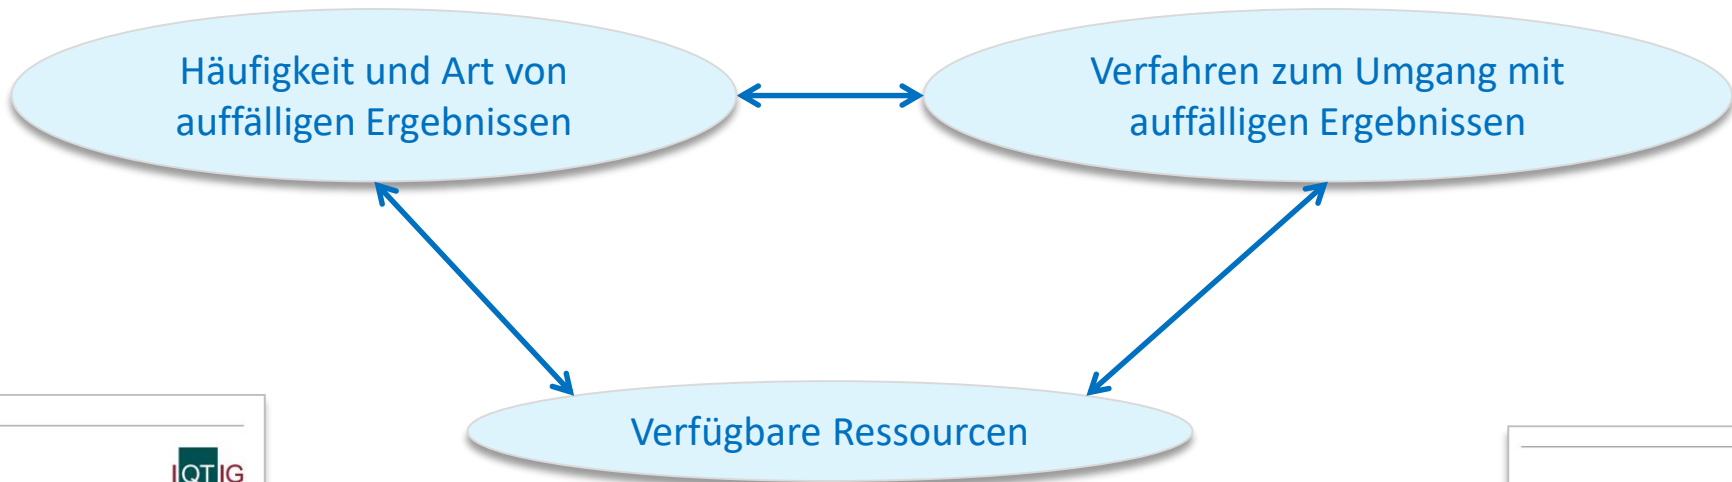 Häufigkeit und Art von
auffälligen Ergebnissen
Verfahren zum Umgang mit
auffälligen Ergebnissen
Verfügbare Ressourcen
IQTIG